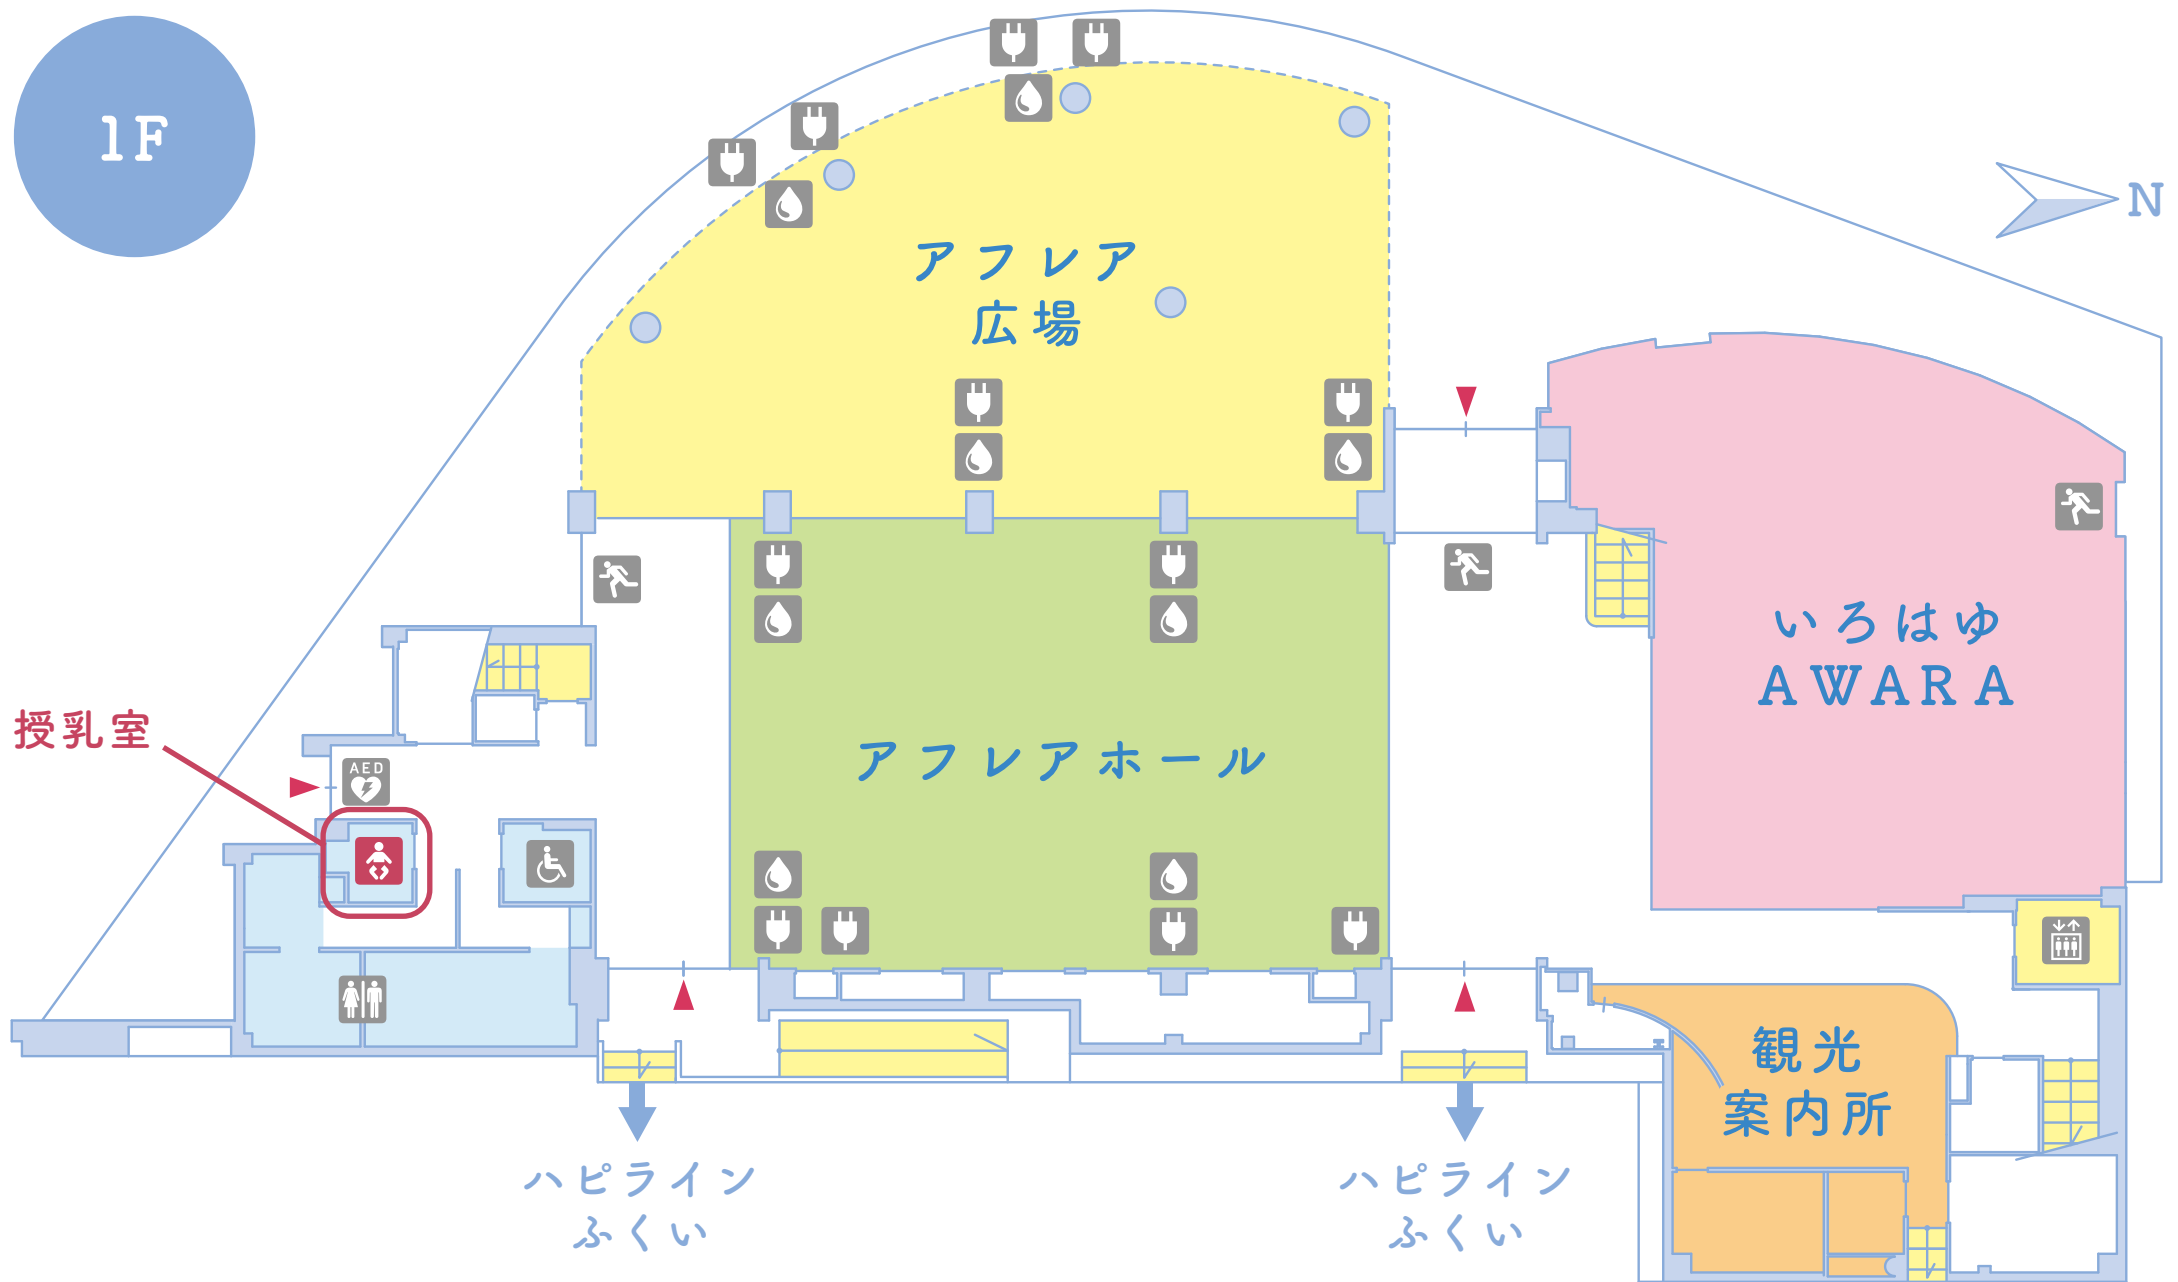 1F
N
アフレア
広場
いろはゆ
AWARA
授乳室
アフレアホール
AED
観光
案内所
ハピライン
ふくい
ハピライン
ふくい